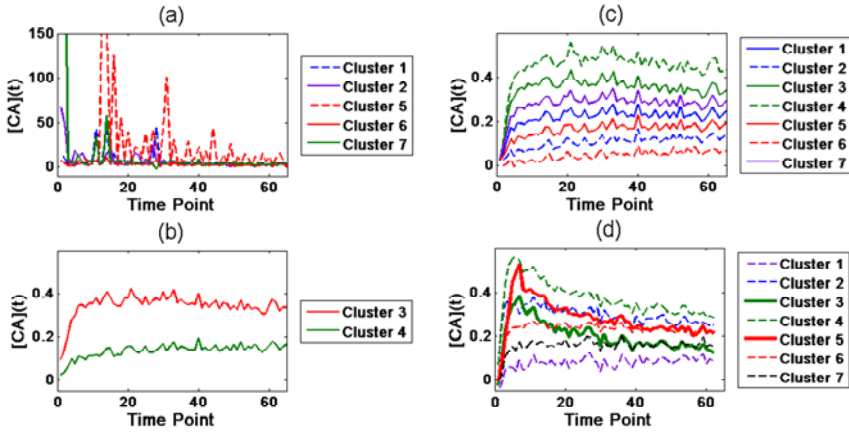 (a)
150
100
50
0
[CA](t)
0 20 40 60
Time Point
Cluster 1
Cluster 2
Cluster 5
Cluster 6
Cluster 7
(c)
0.4
0.2
0
[CA](t)
0 20 40 60
Time Point
Cluster 1
Cluster 2
Cluster 3
Cluster 4
Cluster 5
Cluster 6
Cluster 7
(b)
0.4
0.2
0
[CA](t)
0 20 40 60
Time Point
Cluster 3
Cluster 4
(d)
0.4
0.2
0
[CA](t)
0 20 40 60
Time Point
Cluster 1
Cluster 2
Cluster 3
Cluster 4
Cluster 5
Cluster 6
Cluster 7